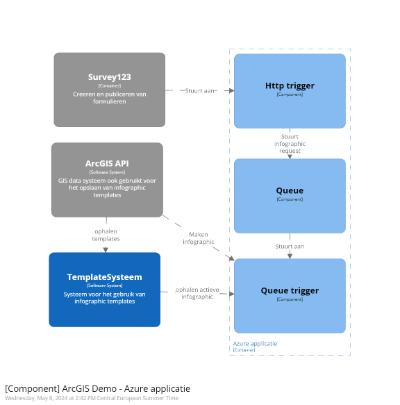 Survey123
[Container]
Creëren en publiceren van
formulieren
Stuurt aan
Http trigger
[Component]
Stuurt
infographic
request
ArcGIS API
[Software System]
GIS data systeem ook gebruikt voor
het opslaan van infographic
templates
Queue
[Component]
ophalen
templates
Maken
infographic
Stuurt aan
TemplateSysteem
[Software System]
Systeem voor het gebruik van
infographic templates
ophalen actieve
infographic
Queue trigger
[Component]
Azure applicatie
[Container]
[Component] ArcGIS Demo - Azure applicatie
Wednesday, May 8, 2024 at 2:42 PM Central European Summer Time